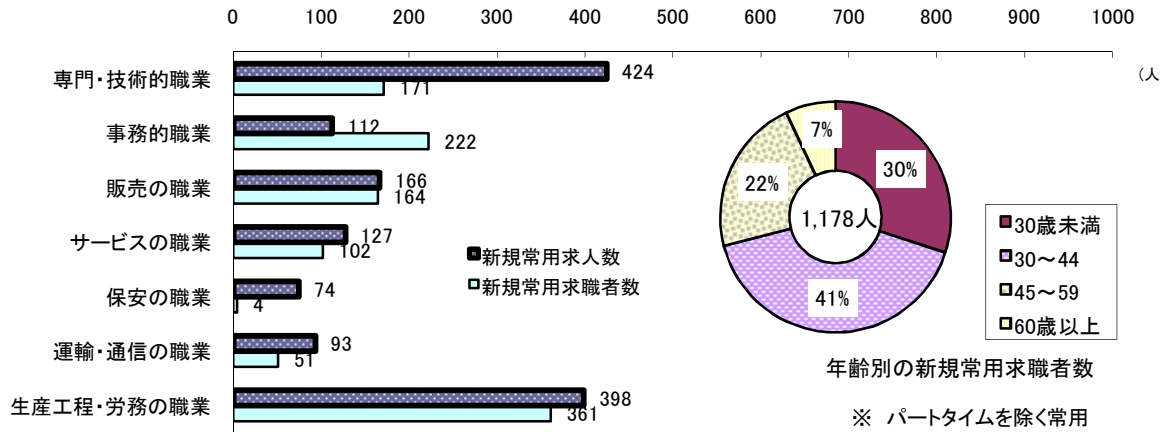 0 100 200 300 400 500 600 700 800 900 1000
(人
専門・技術的職業
424
171
事務的職業
112
222
販売の職業
166
164
サービスの職業
127
102
保安の職業
74
4
運輸・通信の職業
93
51
生産工程・労務の職業
398
361
■新規常用求人数
□新規常用求職者数
7%
30%
22%
1,178人
41%
■30歳未満
□30～44
□45～59
□60歳以上
年齢別の新規常用求職者数
※ パートタイムを除く常用